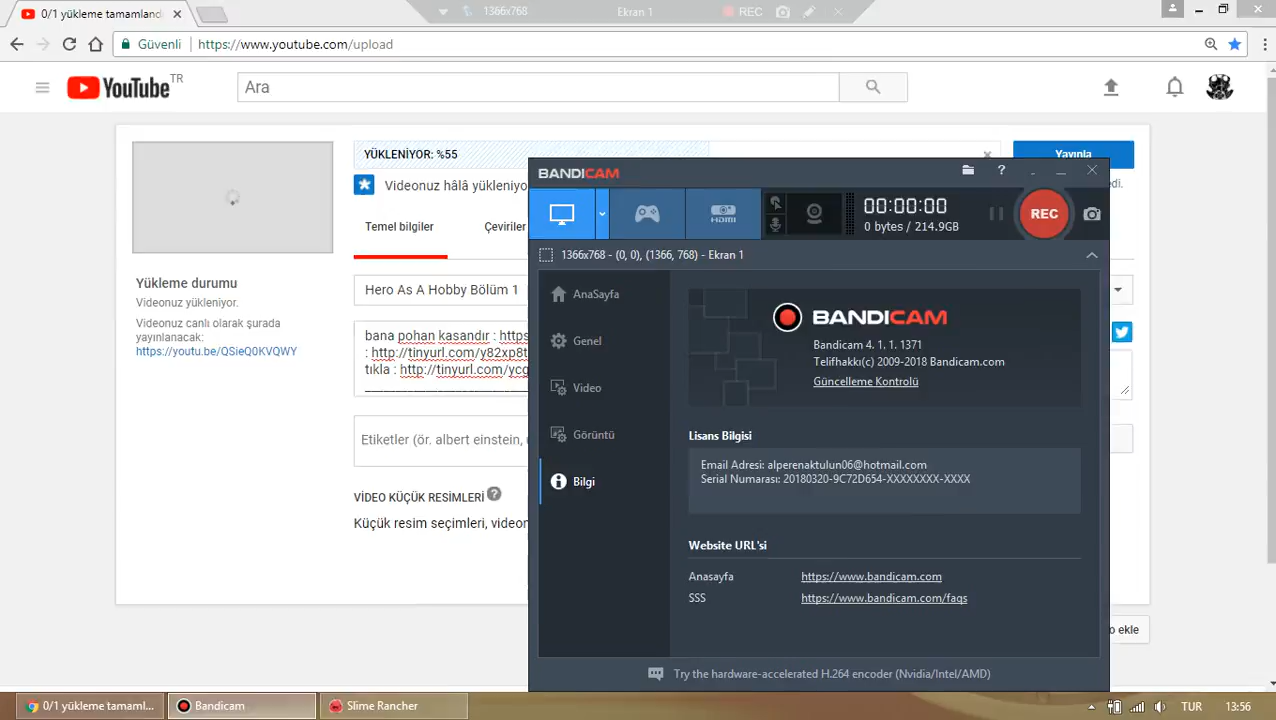 0/1 yükleme tamamland
1366x768
Ekran 1
REC
Güvenli
https://www.youtube.com/upload
YouTube TR
Ara
YÜKLENİYOR: %55
Yayınla
Videonuz hâlâ yükleniyo
edi.
Temel bilgiler
Çeviriler
Yükleme durumu
Videonuz yükleniyor.
Videonuz canlı olarak şurada
yayınlanacak:
https://youtu.be/QSieQ0KVQWY
Hero As A Hobby Bölüm 1
bana pohan kasandır : https
: http://tinyurl.com/y82xp8t
tıkla : http://tinyurl.com/ycq
Etiketler (ör. albert einstein, u
VİDEO KÜÇÜK RESİMLERİ ?
Küçük resim seçimleri, videon
o ekle
BANDICAM
HDMI
00:00:00
0 bytes / 214.9GB
REC
1366x768 - (0, 0), (1366, 768) - Ekran 1
AnaSayfa
Genel
Video
Görüntü
Bilgi
BANDICAM
Bandicam 4. 1. 1. 1371
Telifhakkı(c) 2009-2018 Bandicam.com
Güncelleme Kontrolü
Lisans Bilgisi
Email Adresi: alperenaktulun06@hotmail.com
Serial Numarası: 20180320-9C72D654-XXXXXXXX-XXXX
Website URL'si
Anasayfa
https://www.bandicam.com
SSS
https://www.bandicam.com/faqs
Try the hardware-accelerated H.264 encoder (Nvidia/Intel/AMD)
0/1 yükleme tamaml...
Bandicam
Slime Rancher
TUR
13:56